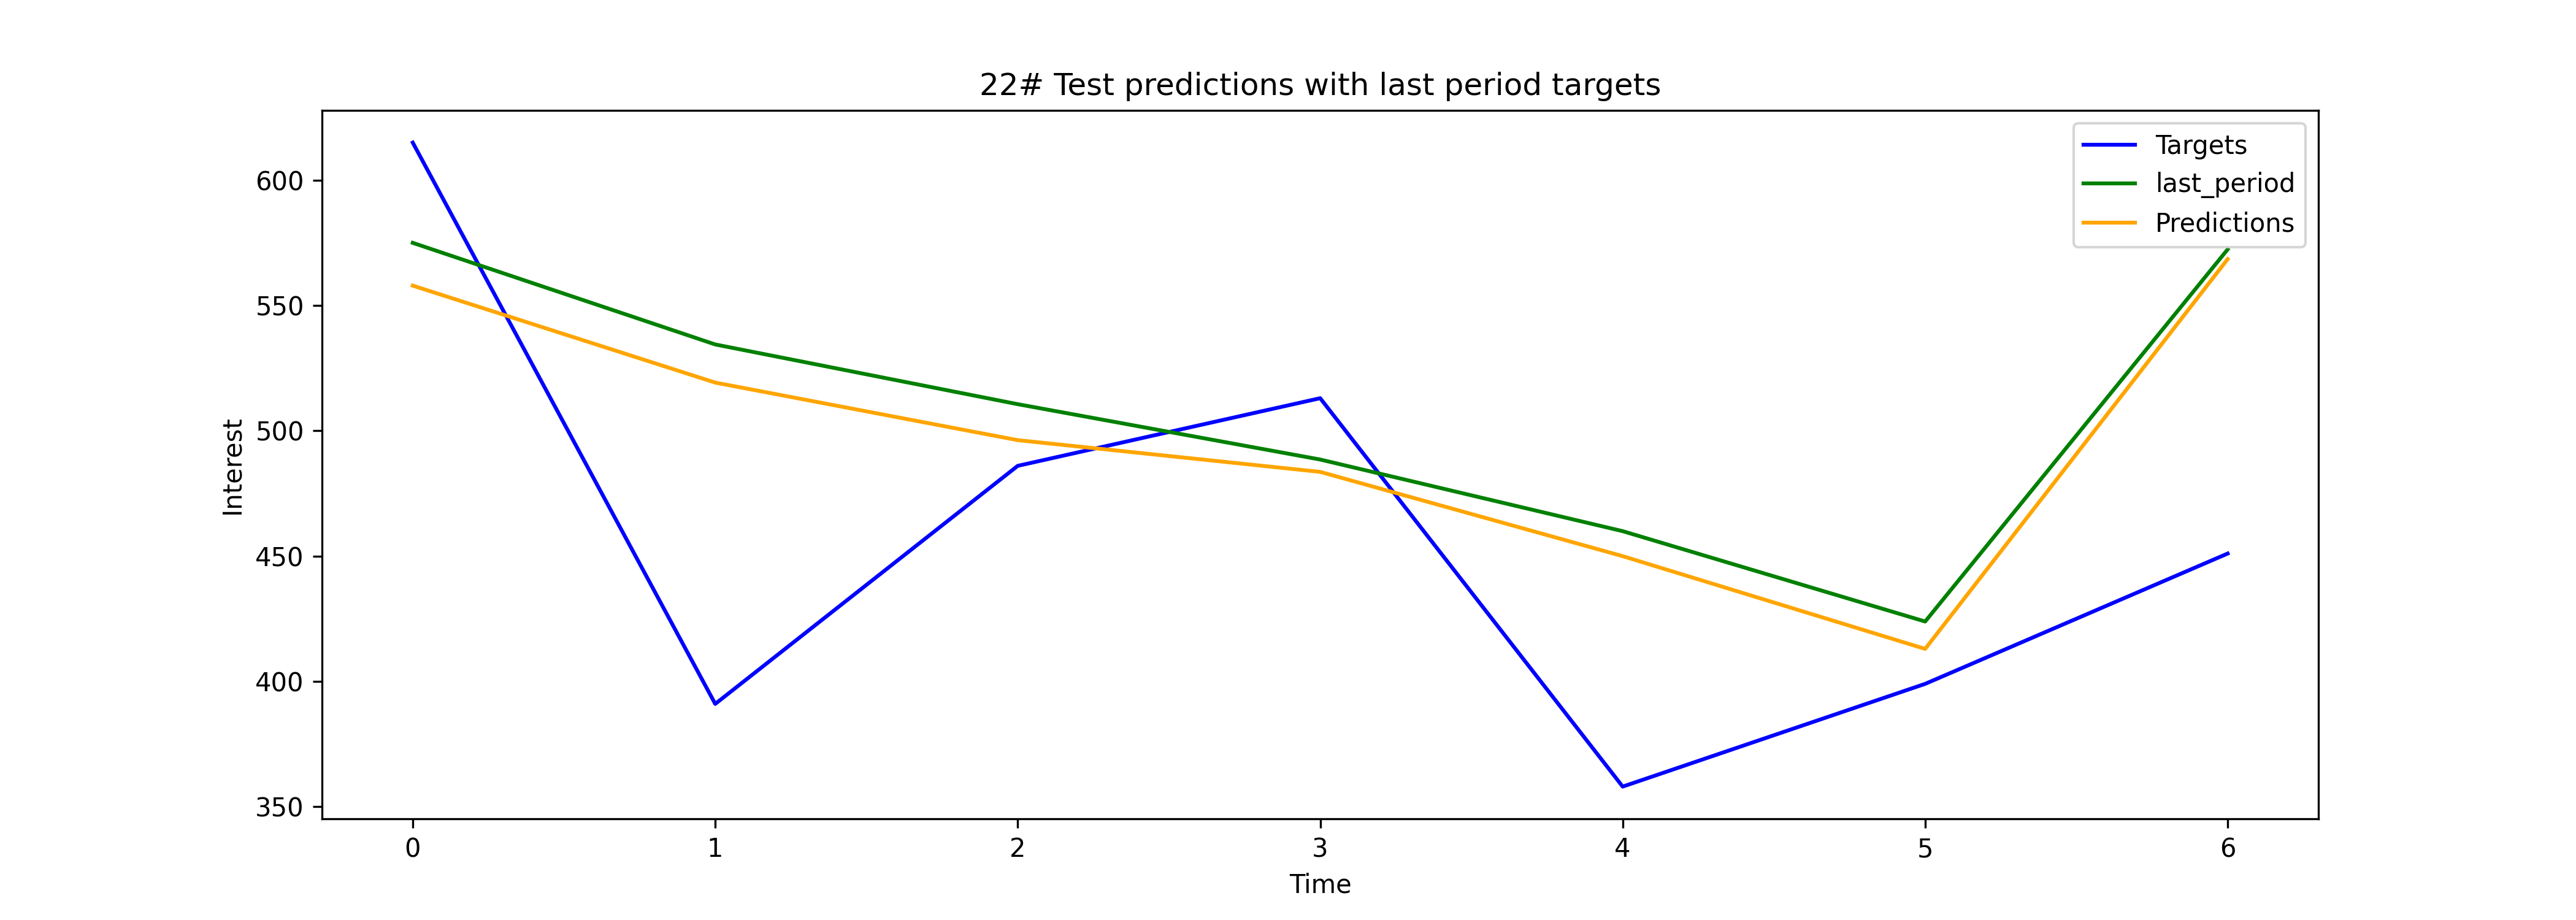 22# Test predictions with last period targets
Targets
last_period
Predictions
600
550
500
450
400
350
Interest
0 1 2 3 4 5 6
Time